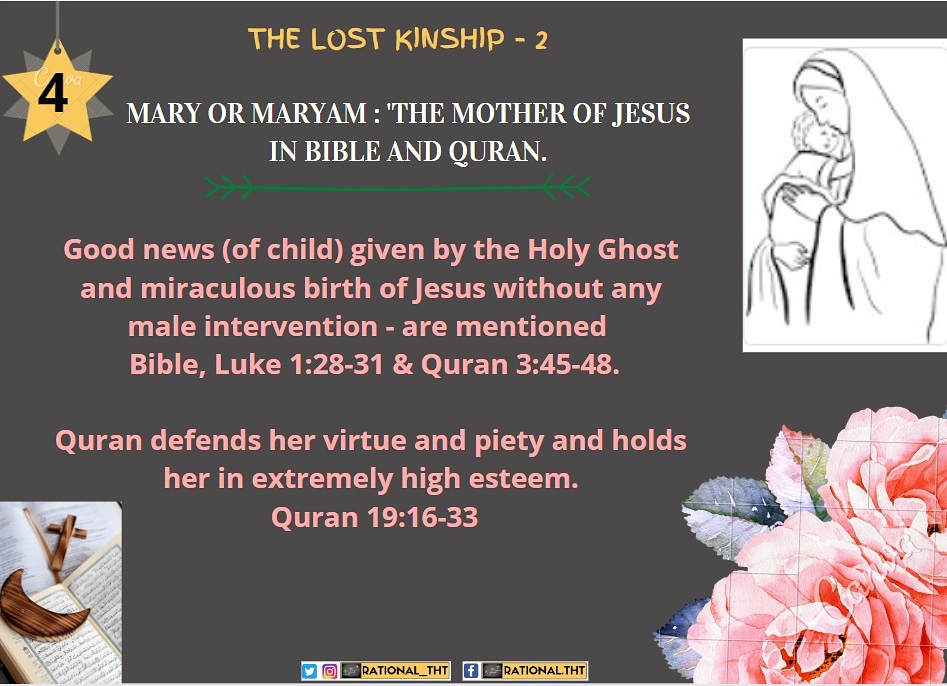 THE LOST KINSHIP - 2
4
MARY OR MARYAM : 'THE MOTHER OF JESUS
IN BIBLE AND QURAN.
Good news (of child) given by the Holy Ghost
and miraculous birth of Jesus without any
male intervention - are mentioned
Bible, Luke 1:28-31 & Quran 3:45-48.
Quran defends her virtue and piety and holds
her in extremely high esteem.
Quran 19:16-33
RATIONAL_THT RATIONAL.THT